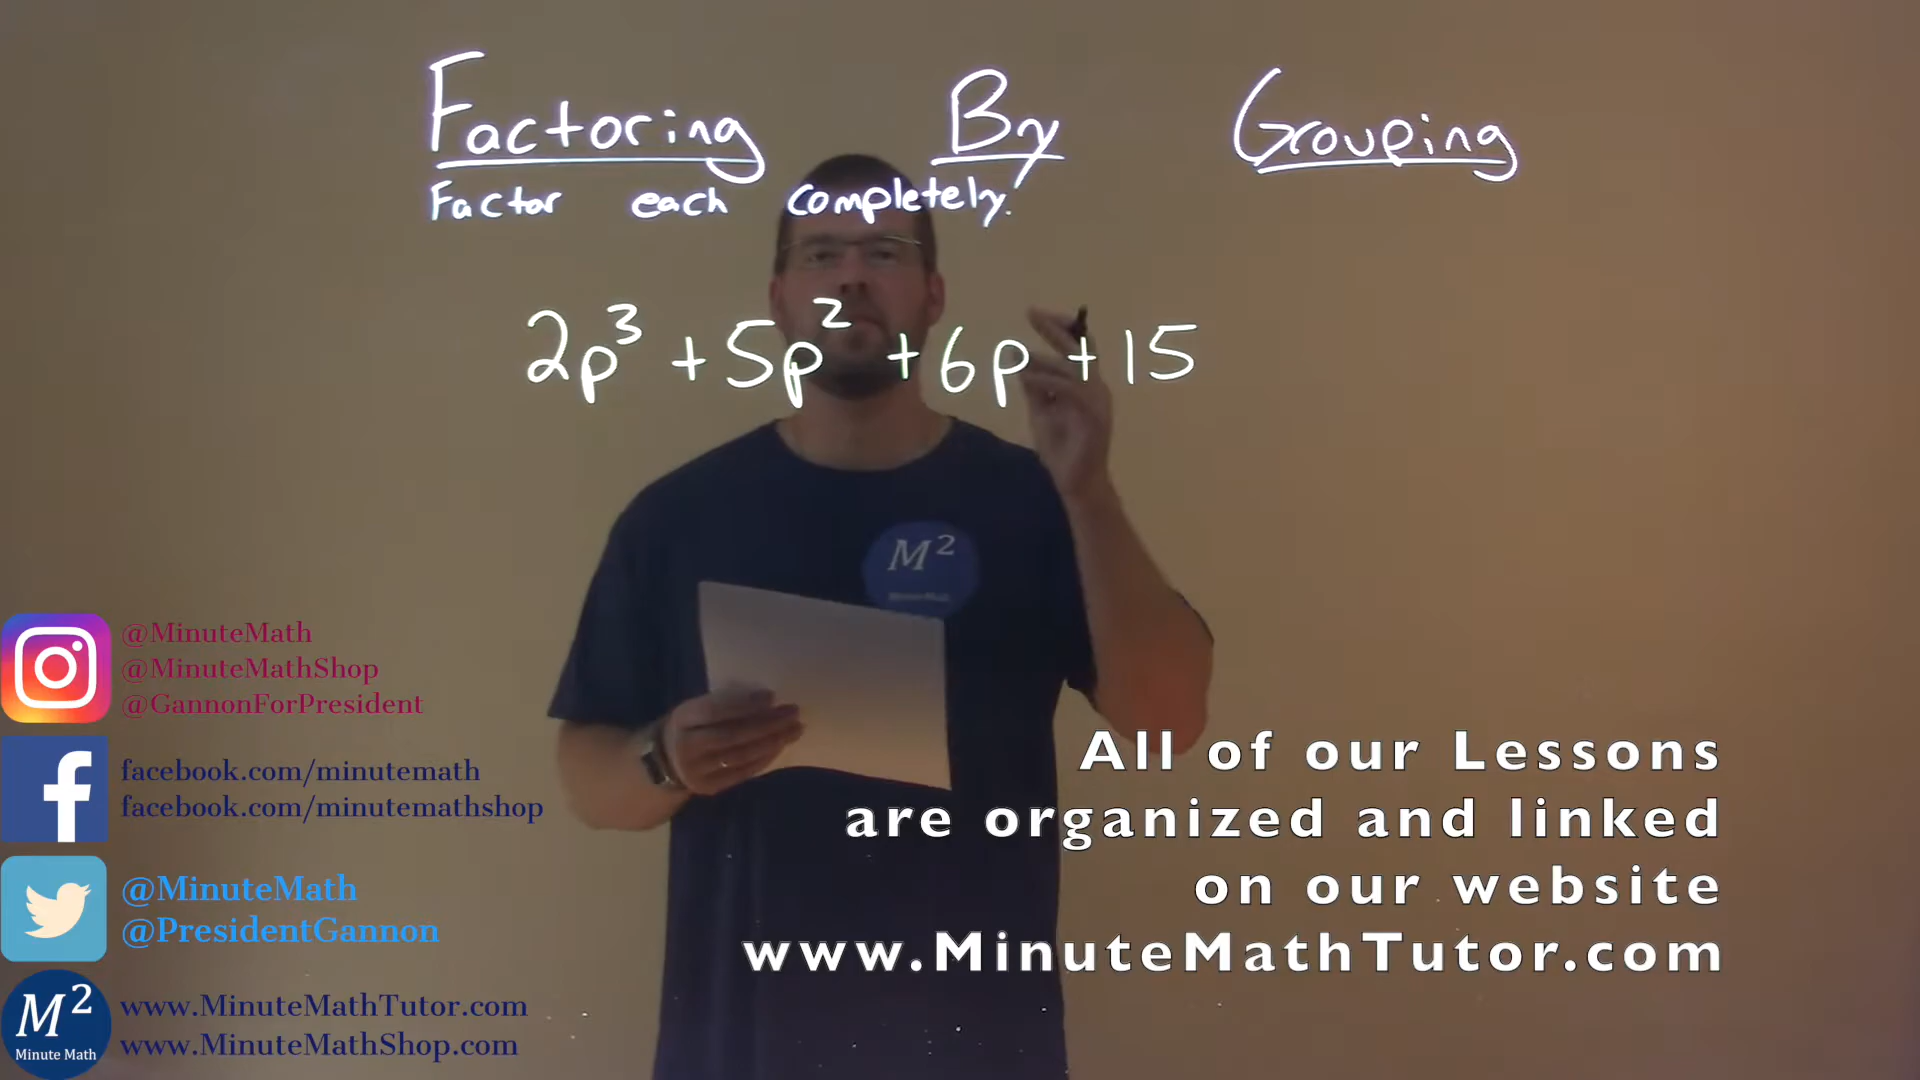 Factoring By Grouping
Factor each completely.
2p³ + 5p² + 6p + 15
M²
@MinuteMath
@MinuteMathShop
@GannonForPresident
facebook.com/minutemath
facebook.com/minutemathshop
@MinuteMath
@PresidentGannon
M²
Minute Math
www.MinuteMathTutor.com
www.MinuteMathShop.com
All of our Lessons
are organized and linked
on our website
www.MinuteMathTutor.com